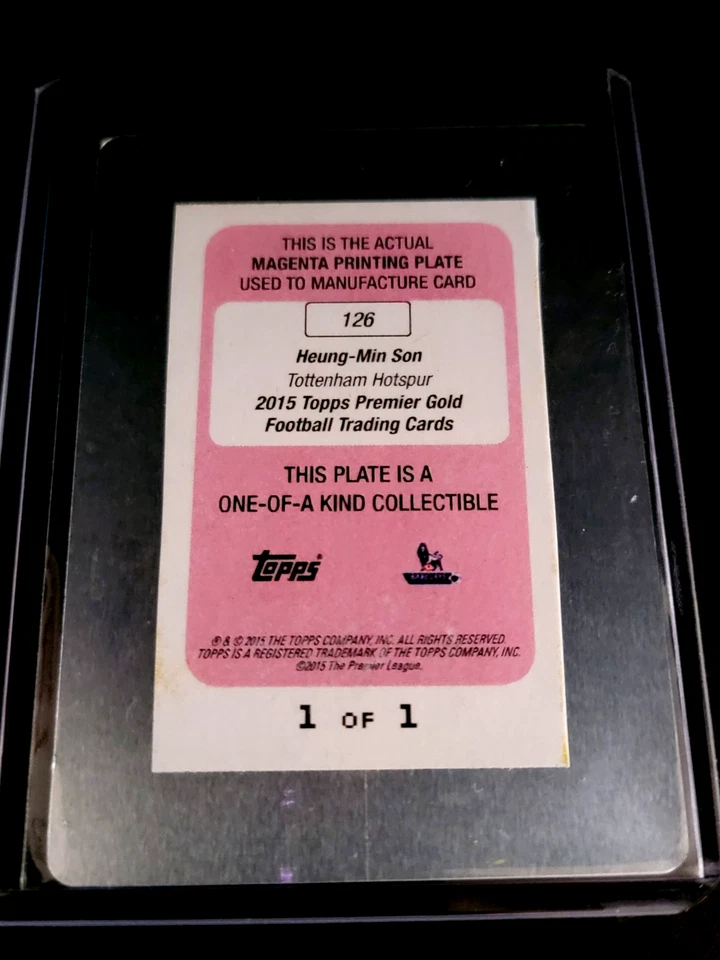 THIS IS THE ACTUAL
MAGENTA PRINTING PLATE
USED TO MANUFACTURE CARD
126
Heung-Min Son
Tottenham Hotspur
2015 Topps Premier Gold
Football Trading Cards
THIS PLATE IS A
ONE-OF-A KIND COLLECTIBLE
Topps®
BARCLAYS
® & © 2015 THE TOPPS COMPANY, INC. ALL RIGHTS RESERVED.
TOPPS IS A REGISTERED TRADEMARK OF THE TOPPS COMPANY, INC.
©2015 The Premier League.
1 OF 1